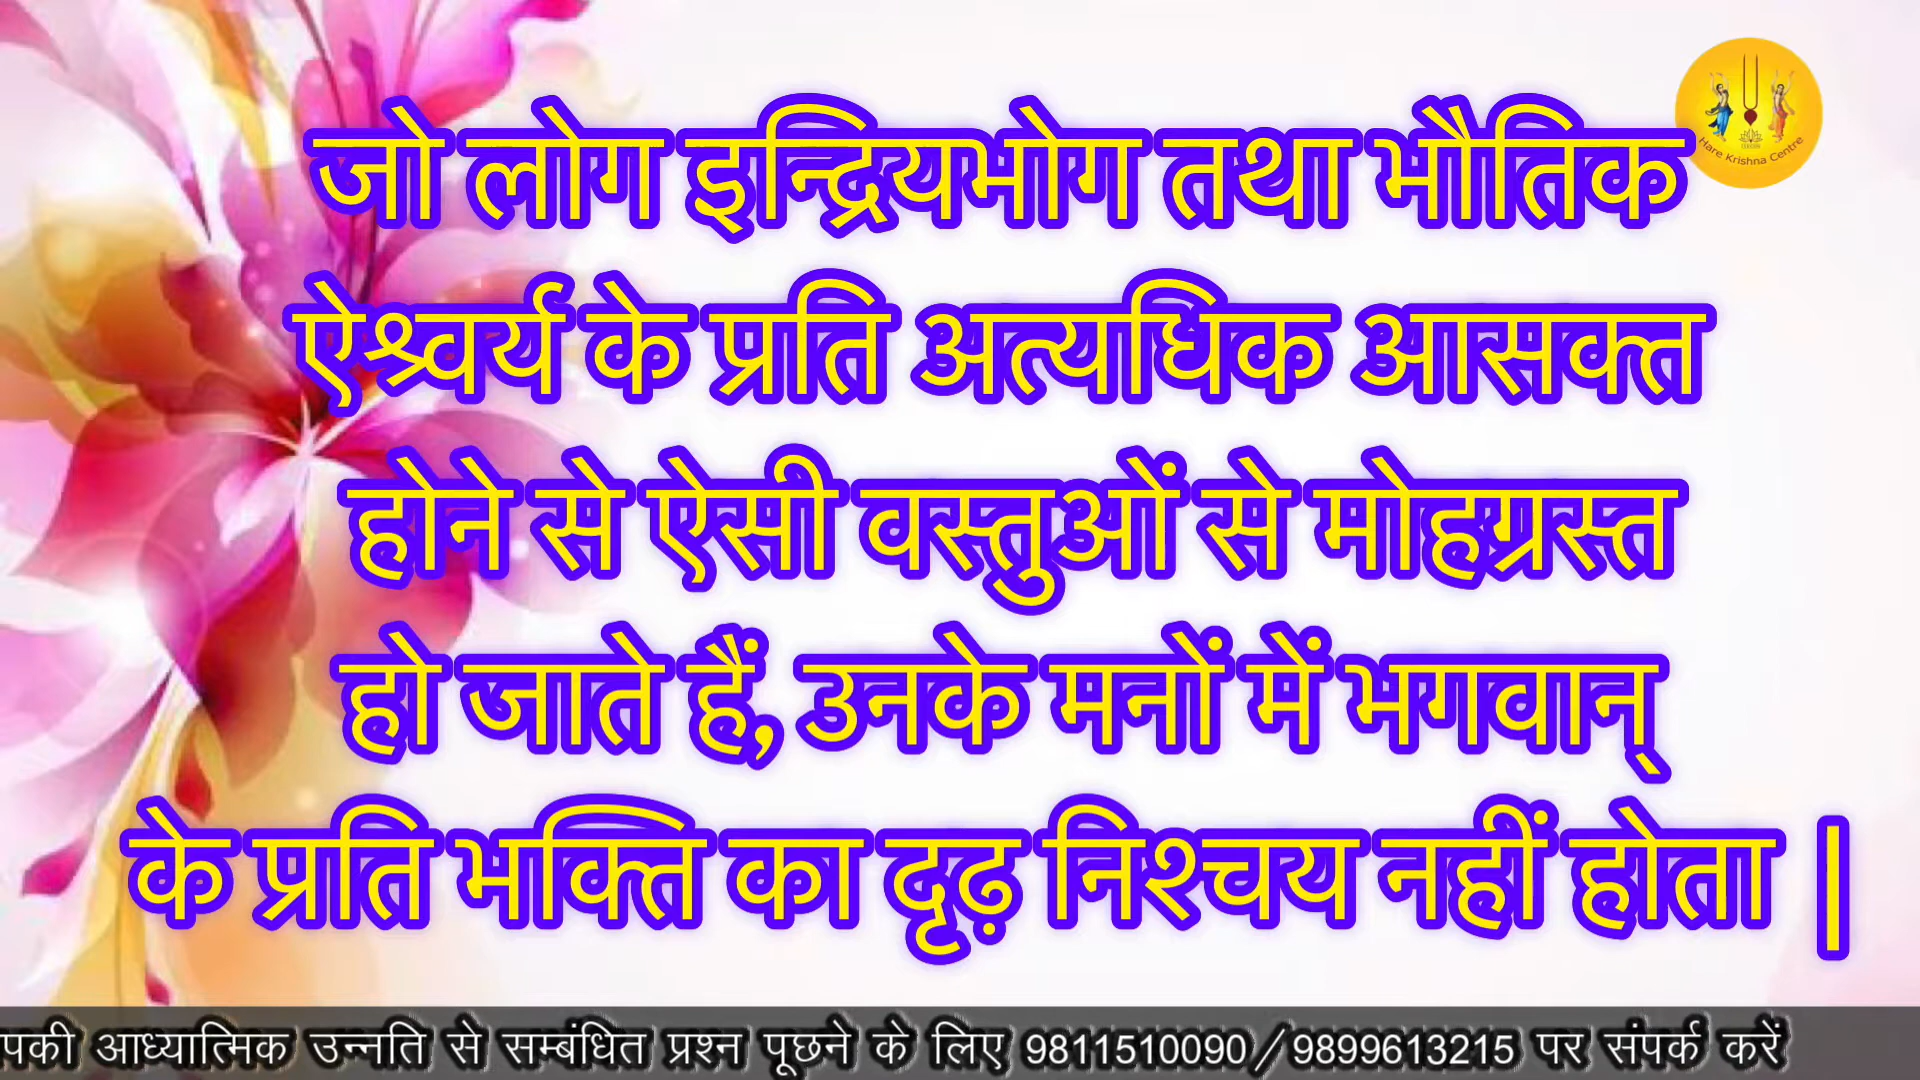 जो लोग इन्द्रियभोग तथा भौतिक
ऐश्र्वर्य के प्रति अत्यधिक आसक्त
होने से ऐसी वस्तुओं से मोहग्रस्त
हो जाते हैं, उनके मनों में भगवान्
के प्रति भक्ति का दृढ़ निश्चय नहीं होता |
Hare Krishna Centre
पकी आध्यात्मिक उन्नति से सम्बंधित प्रश्न पूछने के लिए 9811510090/9899613215 पर संपर्क करें